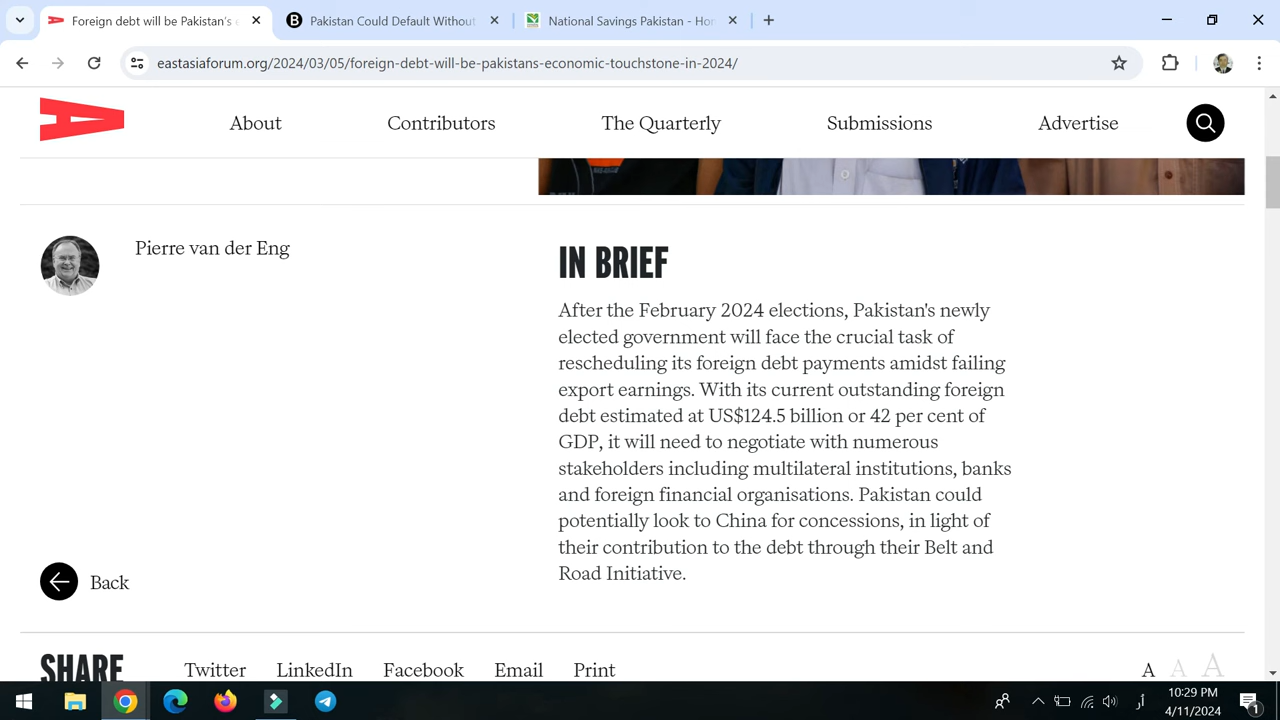 Foreign debt will be Pakistan's e
Pakistan Could Default Without
National Savings Pakistan - Hon
eastasiaforum.org/2024/03/05/foreign-debt-will-be-pakistans-economic-touchstone-in-2024/
About Contributors The Quarterly Submissions Advertise
Pierre van der Eng
IN BRIEF
After the February 2024 elections, Pakistan's newly
elected government will face the crucial task of
rescheduling its foreign debt payments amidst failing
export earnings. With its current outstanding foreign
debt estimated at US$124.5 billion or 42 per cent of
GDP, it will need to negotiate with numerous
stakeholders including multilateral institutions, banks
and foreign financial organisations. Pakistan could
potentially look to China for concessions, in light of
their contribution to the debt through their Belt and
Road Initiative.
Back
SHARE Twitter LinkedIn Facebook Email Print A A A
10:29 PM
أر
4/11/2024
1